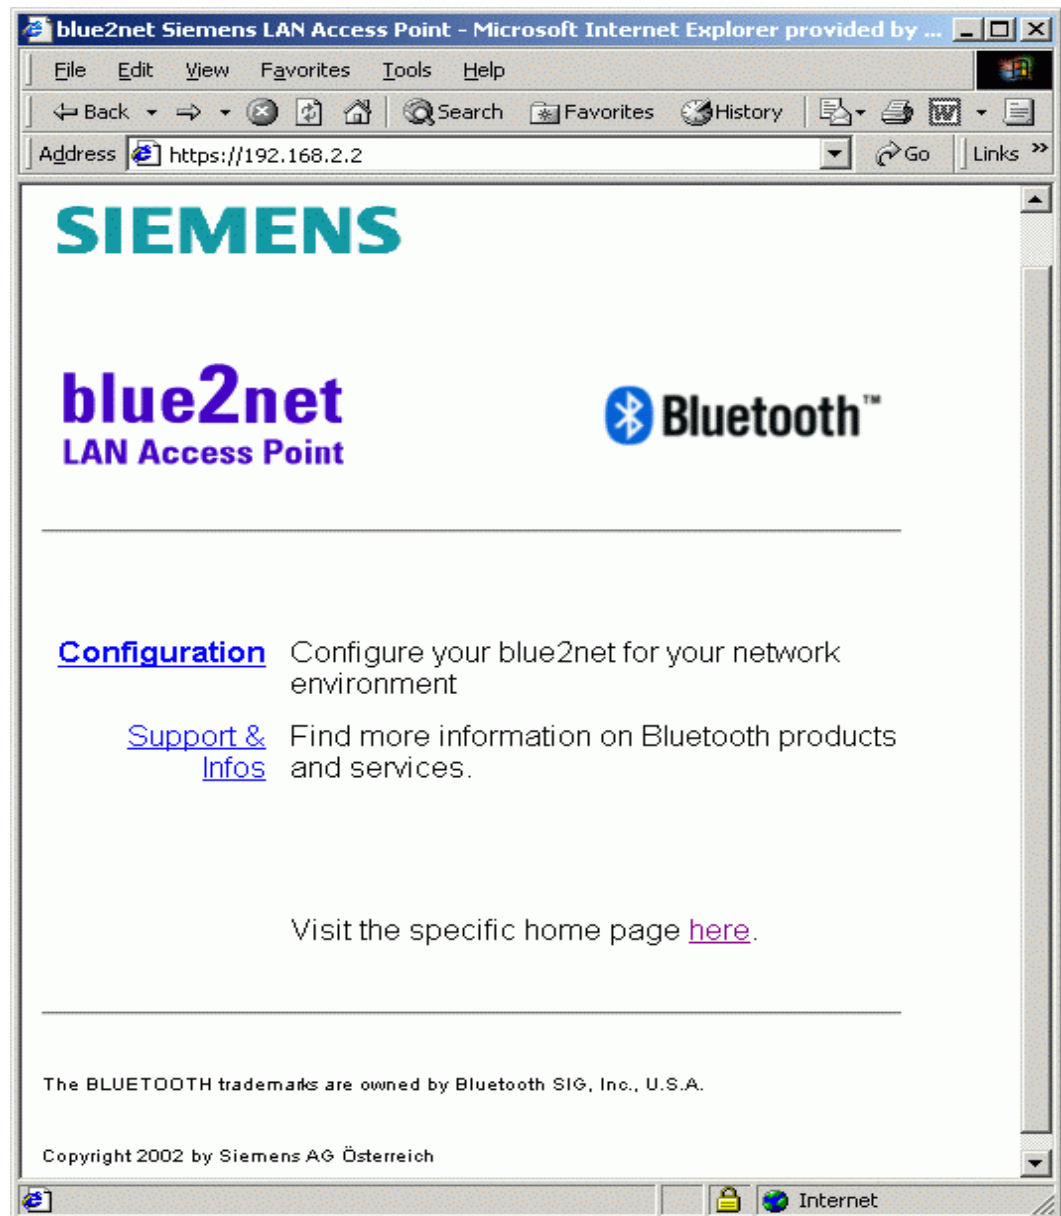 blue2net Siemens LAN Access Point - Microsoft Internet Explorer provided by ...
File Edit View Favorites Tools Help
Back Search Favorites History
Address https://192.168.2.2 Go Links »
SIEMENS
blue2net
LAN Access Point
Bluetooth™
Configuration Configure your blue2net for your network
environment
Support & Find more information on Bluetooth products
Infos and services.
Visit the specific home page here.
The BLUETOOTH trademarks are owned by Bluetooth SIG, Inc., U.S.A.
Copyright 2002 by Siemens AG Österreich
Internet